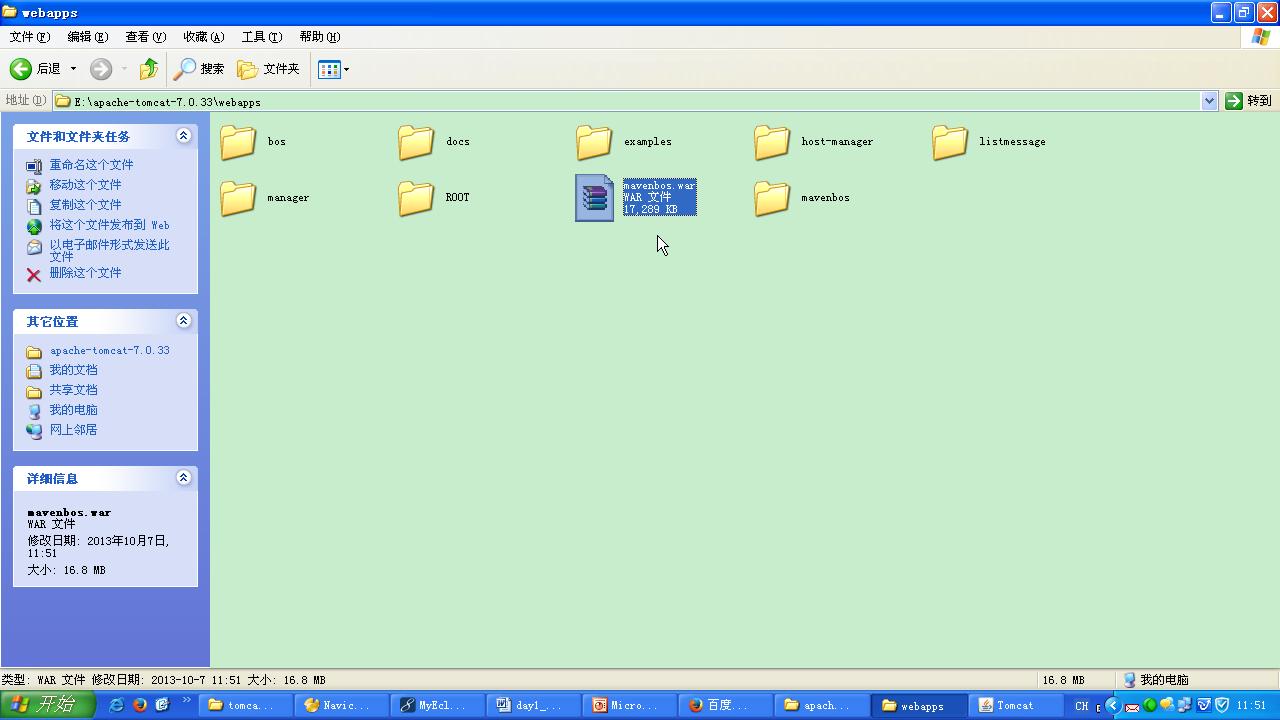 webapps
文件(F) 编辑(E) 查看(V) 收藏(A) 工具(T) 帮助(H)
后退 搜索 文件夹
地址(D) E:\apache-tomcat-7.0.33\webapps 转到
文件和文件夹任务
重命名这个文件
移动这个文件
复制这个文件
将这个文件发布到 Web
以电子邮件形式发送此
文件
删除这个文件
其它位置
apache-tomcat-7.0.33
我的文档
共享文档
我的电脑
网上邻居
详细信息
mavenbos.war
WAR 文件
修改日期: 2013年10月7日,
11:51
大小: 16.8 MB
bos
docs
examples
host-manager
listmessage
manager
ROOT
mavenbos.war
WAR 文件
17,289 KB
mavenbos
类型: WAR 文件 修改日期: 2013-10-7 11:51 大小: 16.8 MB 16.8 MB 我的电脑
开始 tomca... Navic... MyEcl... day1_... Micro... 百度... apach... webapps Tomcat CH 11:51